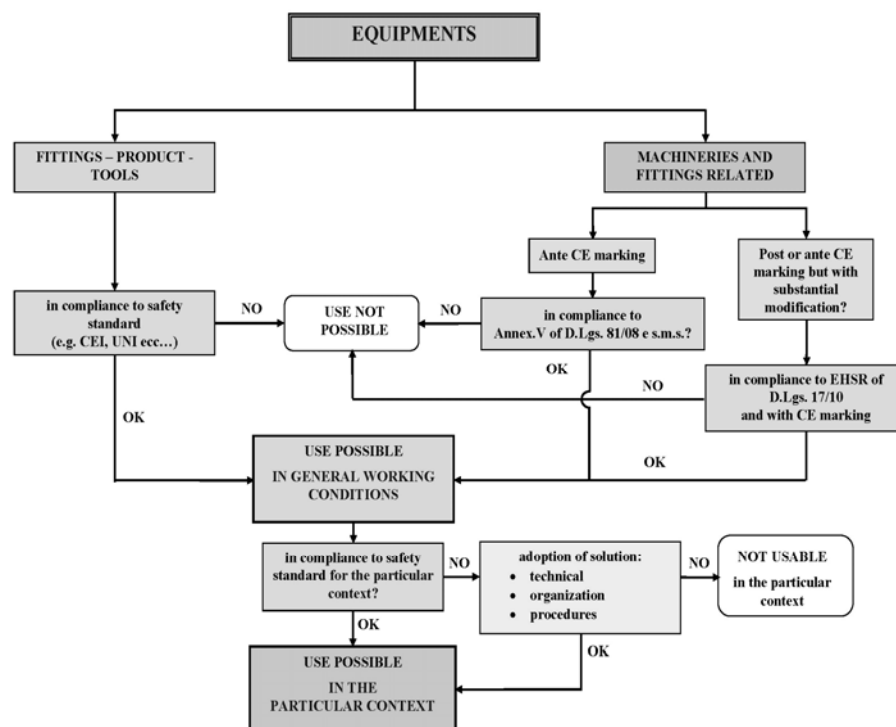 EQUIPMENTS
FITTINGS – PRODUCT -
TOOLS
MACHINERIES AND
FITTINGS RELATED
Ante CE marking
Post or ante CE
marking but with
substantial
modification?
in compliance to safety
standard
(e.g. CEI, UNI ecc…)
NO
USE NOT
POSSIBLE
NO
in compliance to
Annex.V of D.Lgs. 81/08 e s.m.s.?
OK
NO
in compliance to EHSR of
D.Lgs. 17/10
and with CE marking
OK
USE POSSIBLE
IN GENERAL WORKING
CONDITIONS
OK
in compliance to safety
standard for the particular
context?
NO
adoption of solution:
• technical
• organization
• procedures
NO
NOT USABLE
in the particular
context
OK
OK
USE POSSIBLE
IN THE
PARTICULAR CONTEXT